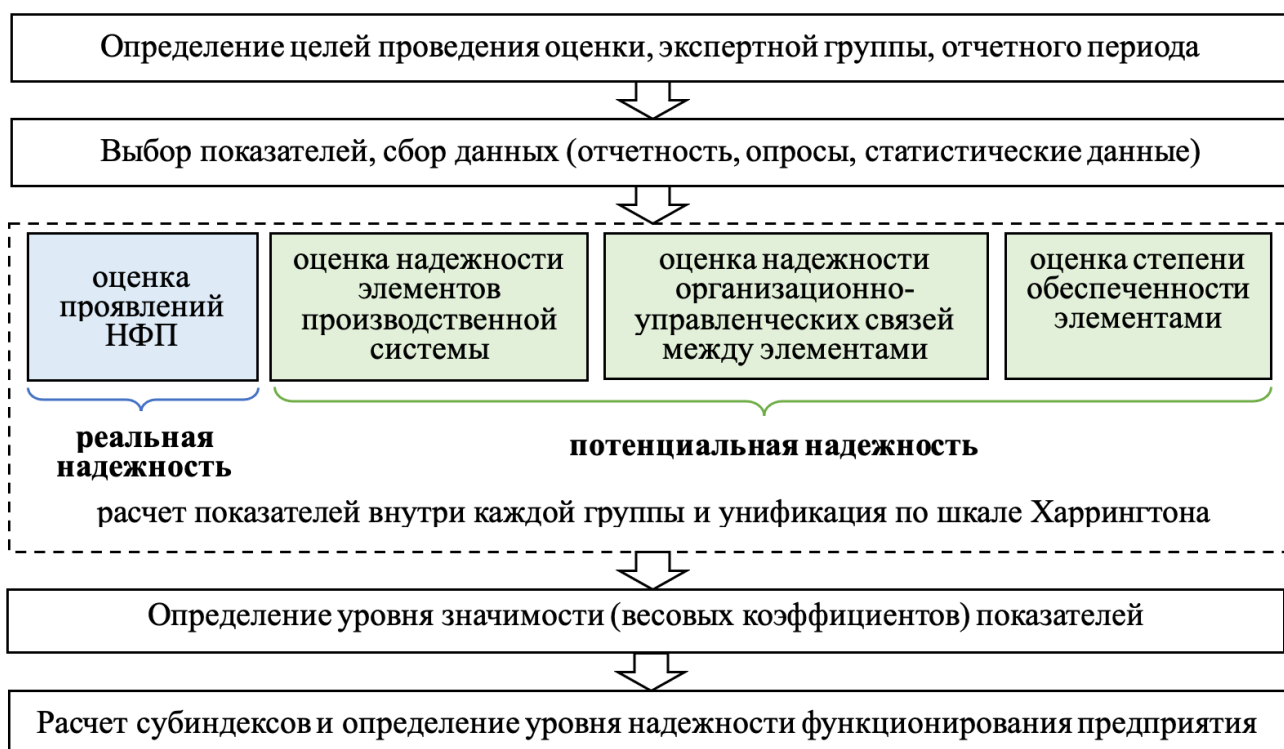 Определение целей проведения оценки, экспертной группы, отчетного периода
Выбор показателей, сбор данных (отчетность, опросы, статистические данные)
оценка
проявлений
НФП
оценка надежности
элементов
производственной
системы
оценка надежности
организационно-
управленческих связей
между элементами
оценка степени
обеспеченности
элементами
реальная
надежность
потенциальная надежность
расчет показателей внутри каждой группы и унификация по шкале Харрингтона
Определение уровня значимости (весовых коэффициентов) показателей
Расчет субиндексов и определение уровня надежности функционирования предприятия